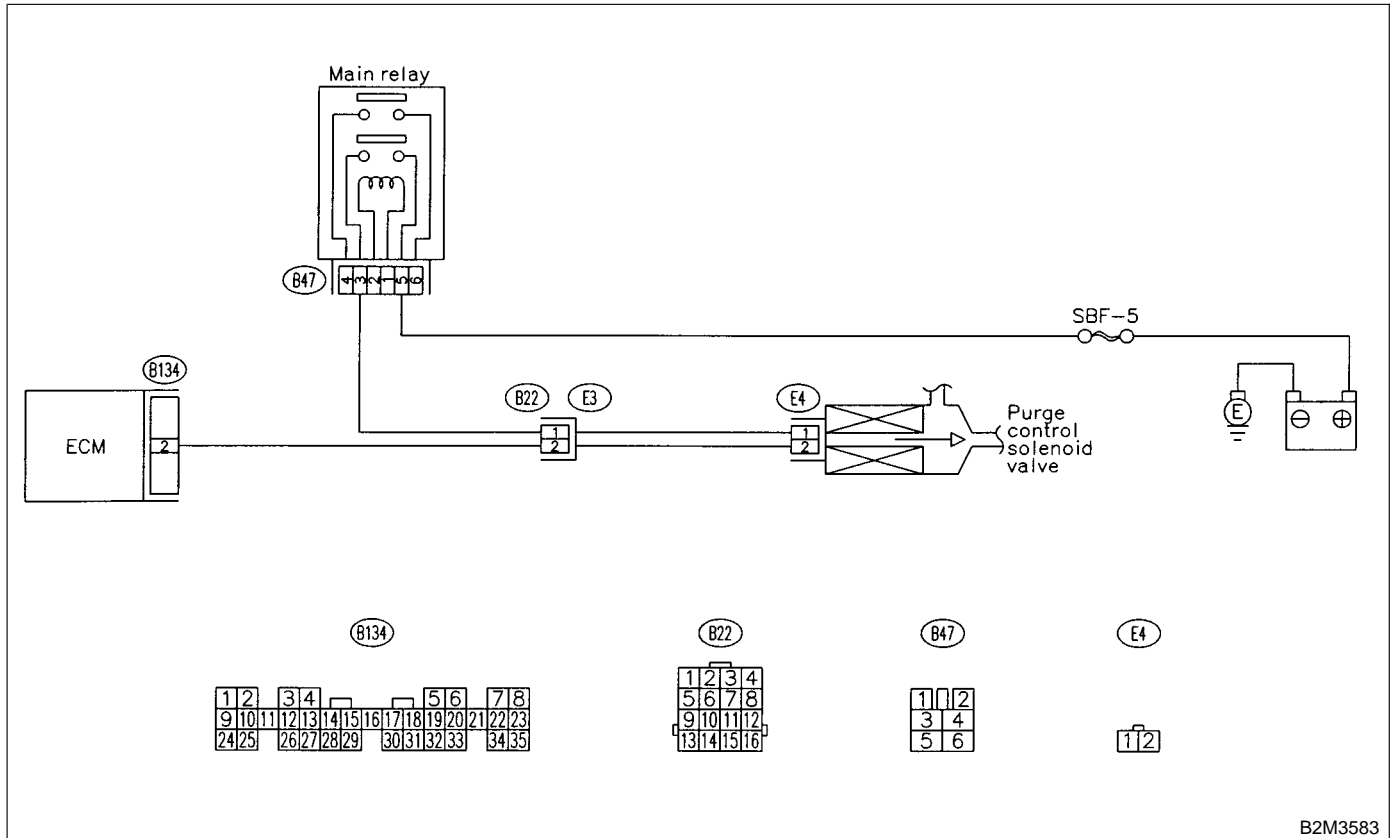 Main relay
B47
4 3 2 1 5 6
SBF-5
B134
B22 E3 E4
ECM
2
1
2
1
2
Purge
control
solenoid
valve
E
⊖ ⊕
B134 B22 B47 E4
1 2 3 4 5 6 7 8
9 10 11 12 13 14 15 16 17 18 19 20 21 22 23
24 25 26 27 28 29 30 31 32 33 34 35
1 2 3 4
5 6 7 8
9 10 11 12
13 14 15 16
1 2
3 4
5 6
1 2
B2M3583